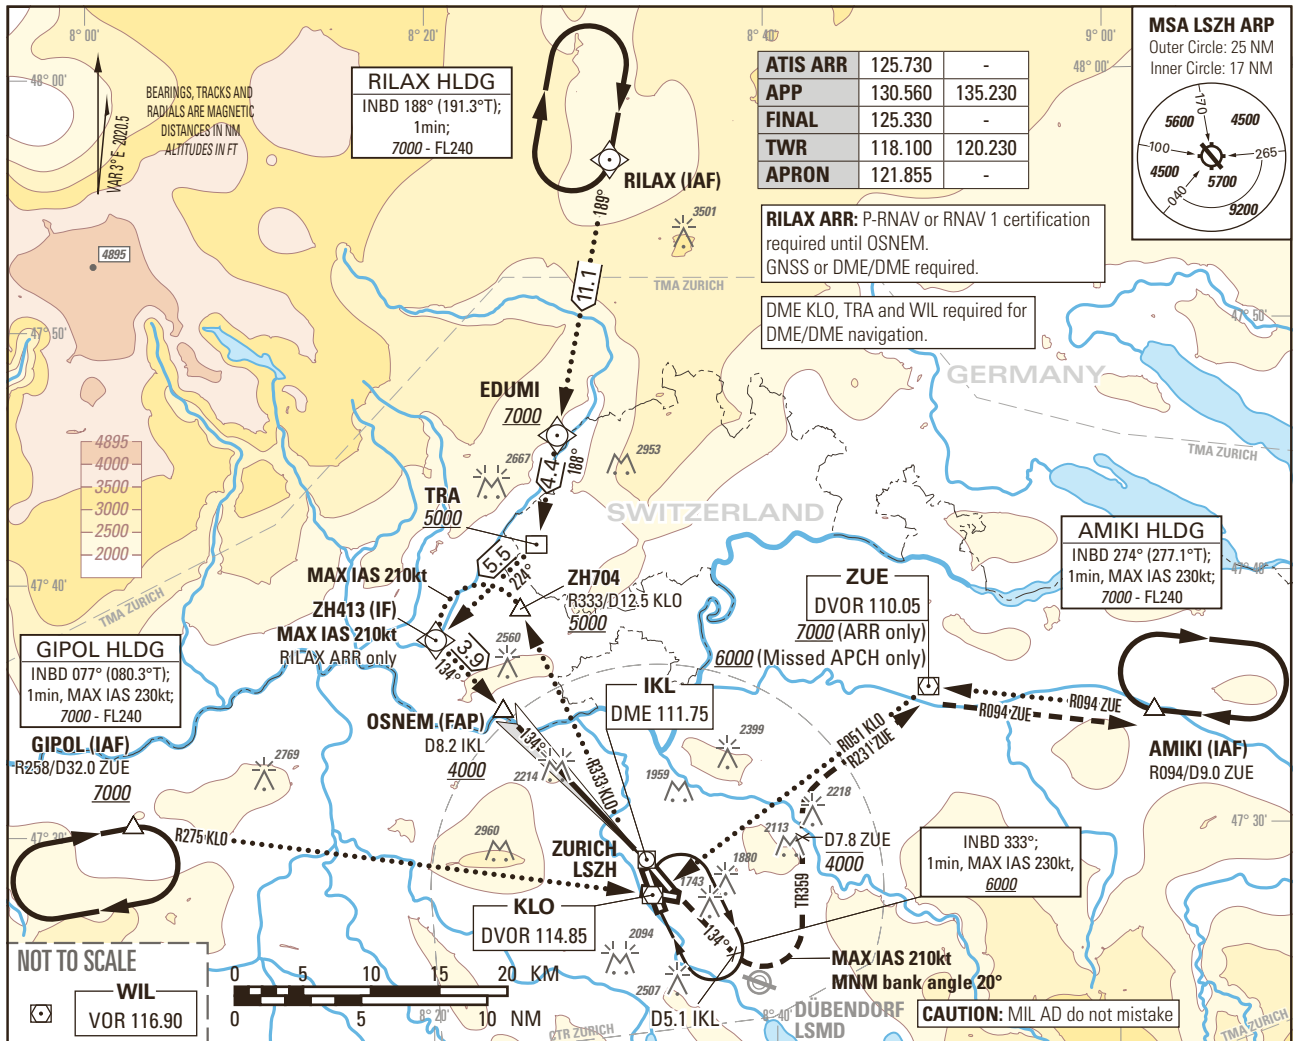 8° 00'
8° 20'
8° 40'
9° 00'
48° 00'
48° 00'
BEARINGS, TRACKS AND
RADIALS ARE MAGNETIC
DISTANCES IN NM
ALTITUDES IN FT
VAR 3° E 2020.5
RILAX HLDG
INBD 188° (191.3°T);
1min;
7000 - FL240
RILAX (IAF)
189°
3501
11.1
ATIS ARR 125.730 -
APP 130.560 135.230
FINAL 125.330 -
TWR 118.100 120.230
APRON 121.855 -
MSA LSZH ARP
Outer Circle: 25 NM
Inner Circle: 17 NM
170
5600
4500
100
265
4500
5700
040
9200
RILAX ARR: P-RNAV or RNAV 1 certification
required until OSNEM.
GNSS or DME/DME required.
DME KLO, TRA and WIL required for
DME/DME navigation.
4895
TMA ZURICH
47° 50'
47° 50'
GERMANY
TMA ZURICH
EDUMI
7000
4895
4000
3500
3000
2500
2000
2667
4.4
188°
2953
TRA
5000
SWITZERLAND
5.5
224°
MAX IAS 210kt
ZH704
R333/D12.5 KLO
5000
ZUE
DVOR 110.05
7000 (ARR only)
6000 (Missed APCH only)
AMIKI HLDG
INBD 274° (277.1°T);
1min, MAX IAS 230kt;
7000 - FL240
47° 40'
47° 40'
TMA ZURICH
ZH413 (IF)
MAX IAS 210kt
RILAX ARR only
3.9
134°
2560
GIPOL HLDG
INBD 077° (080.3°T);
1min, MAX IAS 230kt;
7000 - FL240
GIPOL (IAF)
R258/D32.0 ZUE
7000
OSNEM (FAP)
D8.2 IKL
4000
134°
2214
IKL
DME 111.75
R333 KLO
R094 ZUE
R094 ZUE
AMIKI (IAF)
R094/D9.0 ZUE
R051 KLO
R231 ZUE
2399
1959
2769
2218
47° 30'
47° 30'
R275 KLO
2960
ZURICH
LSZH
2113
D7.8 ZUE
4000
1880
1743
INBD 333°;
1min, MAX IAS 230kt,
6000
KLO
DVOR 114.85
134°
TR359
2094
2507
D5.1 IKL
MAX IAS 210kt
MNM bank angle 20°
DÜBENDORF
LSMD
CAUTION: MIL AD do not mistake
NOT TO SCALE
WIL
VOR 116.90
0 5 10 15 20 KM
0 5 10 NM
8° 20'
8° 40'
CTR ZURICH
TMA ZURICH